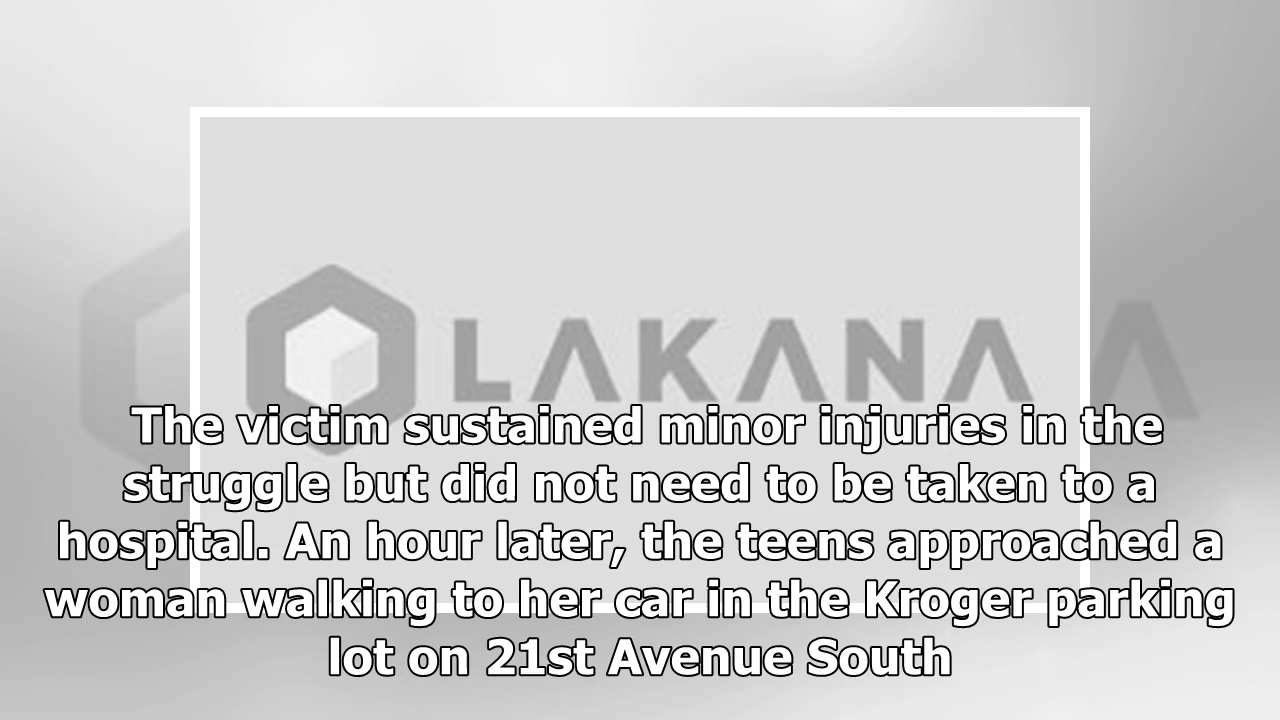 LAKANA
The victim sustained minor injuries in the
struggle but did not need to be taken to a
hospital. An hour later, the teens approached a
woman walking to her car in the Kroger parking
lot on 21st Avenue South